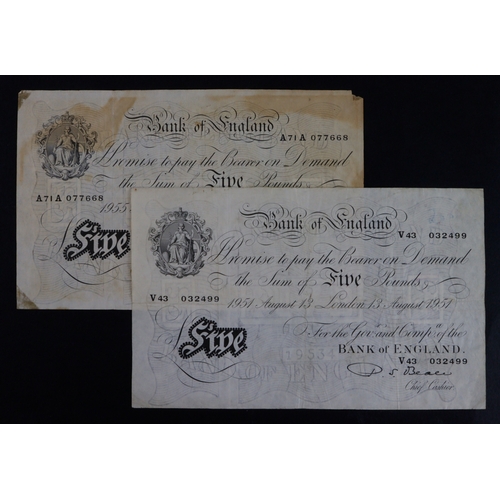 Bank of England
A71A 077668
Promise to pay the Bearer on Demand
A71A 077668
the Sum of Five Pounds
1955
Five
Bank of England
V43 032499
Promise to pay the Bearer on Demand
the Sum of Five Pounds
V43 032499
1951 August 13 London 13 August 1951
For the Govr. and Compa. of the
Five
BANK OF ENGLAND.
V43 032499
P. S. Beale
Chief Cashier.